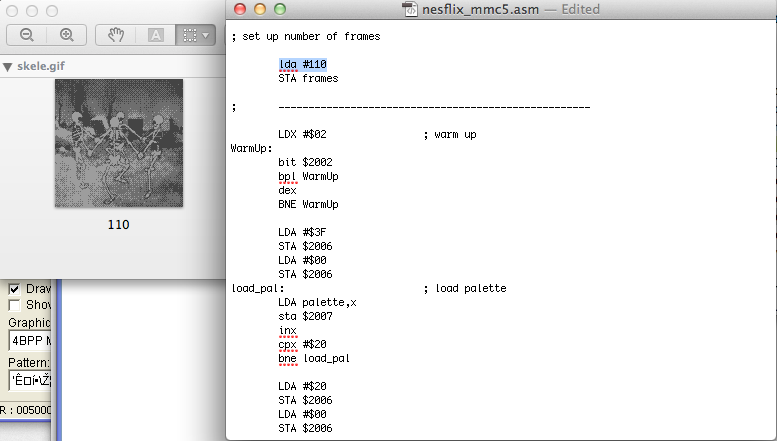 skele.gif
110
Drav
Shov
Graphic
4BPP M
Pattern:
R : 005000
nesflix_mmc5.asm — Edited
; set up number of frames
lda #110
STA frames
; ----------------------------------------------------
LDX #$02 ; warm up
WarmUp:
bit $2002
bpl WarmUp
dex
BNE WarmUp
LDA #$3F
STA $2006
LDA #$00
STA $2006
load_pal: ; load palette
LDA palette,x
sta $2007
inx
cpx #$20
bne load_pal
LDA #$20
STA $2006
LDA #$00
STA $2006